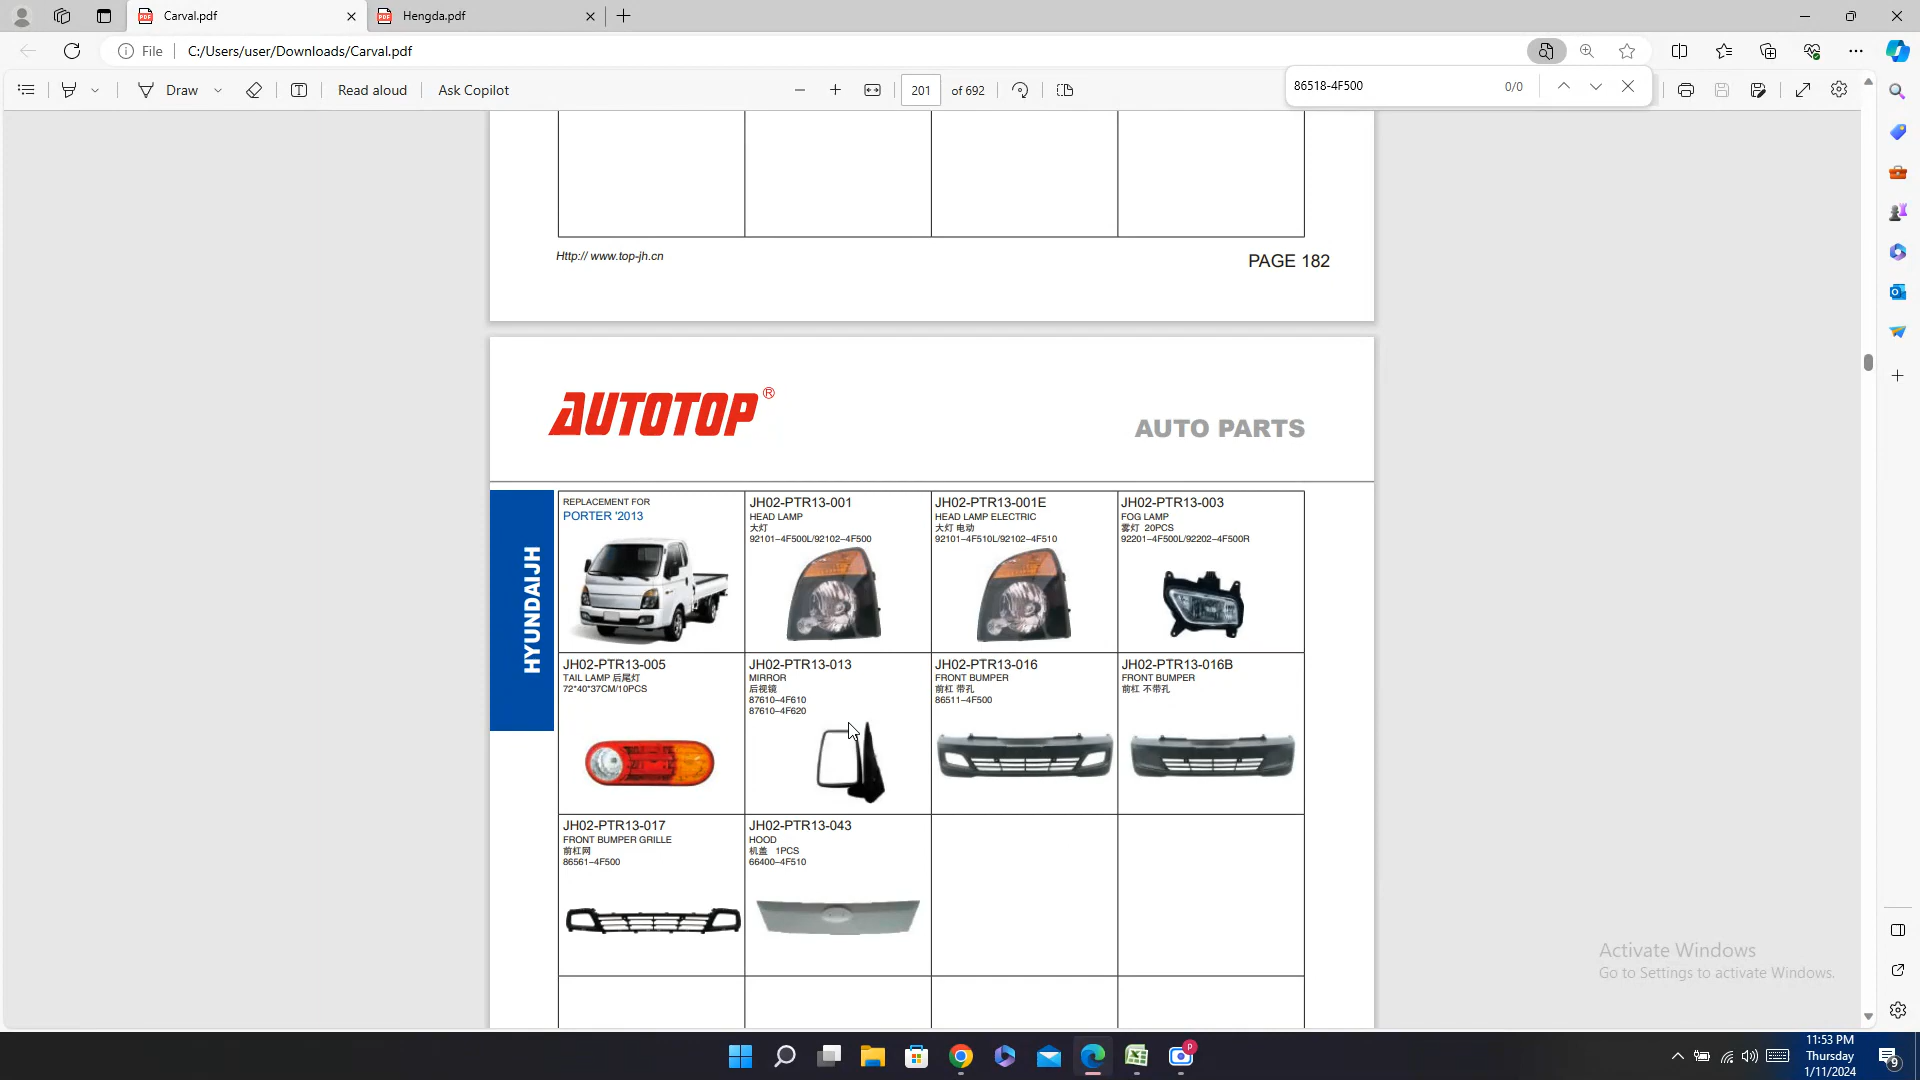 Carval.pdf
Hengda.pdf
File
C:/Users/user/Downloads/Carval.pdf
Draw
Read aloud
Ask Copilot
201
of 692
86518-4F500
0/0
Http:// www.top-jh.cn
PAGE 182
AUTOTOP®
AUTO PARTS
HYUNDAIJH
REPLACEMENT FOR
PORTER '2013
JH02-PTR13-001
HEAD LAMP
大灯
92101-4F500L/92102-4F500
JH02-PTR13-001E
HEAD LAMP ELECTRIC
大灯 电动
92101-4F510L/92102-4F510
JH02-PTR13-003
FOG LAMP
雾灯 20PCS
92201-4F500L/92202-4F500R
JH02-PTR13-005
TAIL LAMP 后尾灯
72*40*37CM/10PCS
JH02-PTR13-013
MIRROR
后视镜
87610-4F610
87610-4F620
JH02-PTR13-016
FRONT BUMPER
前杠 带孔
86511-4F500
JH02-PTR13-016B
FRONT BUMPER
前杠 不带孔
JH02-PTR13-017
FRONT BUMPER GRILLE
前杠网
86561-4F500
JH02-PTR13-043
HOOD
机盖 1PCS
66400-4F510
Activate Windows
Go to Settings to activate Windows.
11:53 PM
Thursday
1/11/2024
9